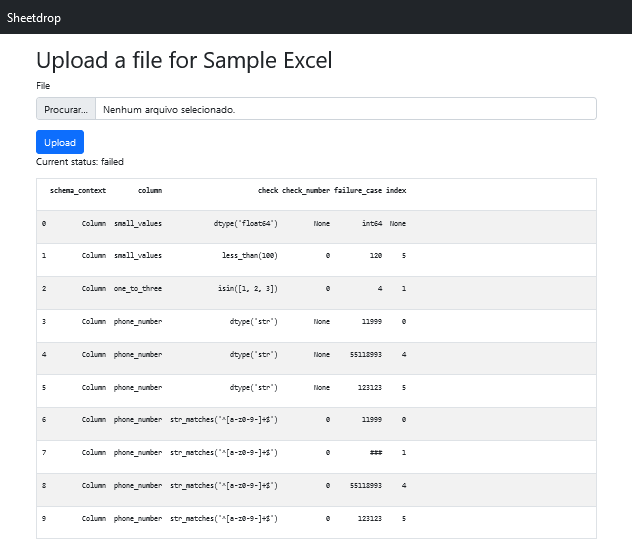 Sheetdrop
Upload a file for Sample Excel
File
Procurar... Nenhum arquivo selecionado.
Upload
Current status: failed
schema_context column check check_number failure_case index
0 Column small_values dtype('float64') None int64 None
1 Column small_values less_than(100) 0 120 5
2 Column one_to_three isin([1, 2, 3]) 0 4 1
3 Column phone_number dtype('str') None 11999 0
4 Column phone_number dtype('str') None 55118993 4
5 Column phone_number dtype('str') None 123123 5
6 Column phone_number str_matches('^[a-z0-9-]+$') 0 11999 0
7 Column phone_number str_matches('^[a-z0-9-]+$') 0 ### 1
8 Column phone_number str_matches('^[a-z0-9-]+$') 0 55118993 4
9 Column phone_number str_matches('^[a-z0-9-]+$') 0 123123 5